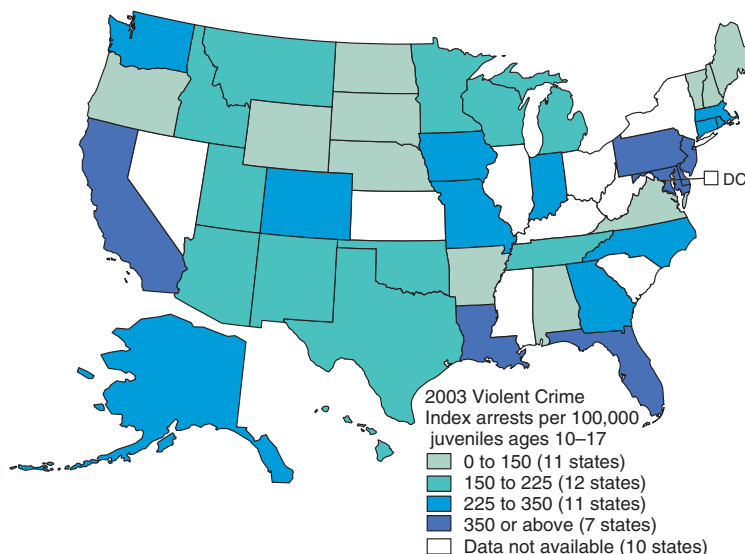 DC
2003 Violent Crime
Index arrests per 100,000
juveniles ages 10–17
0 to 150 (11 states)
150 to 225 (12 states)
225 to 350 (11 states)
350 or above (7 states)
Data not available (10 states)